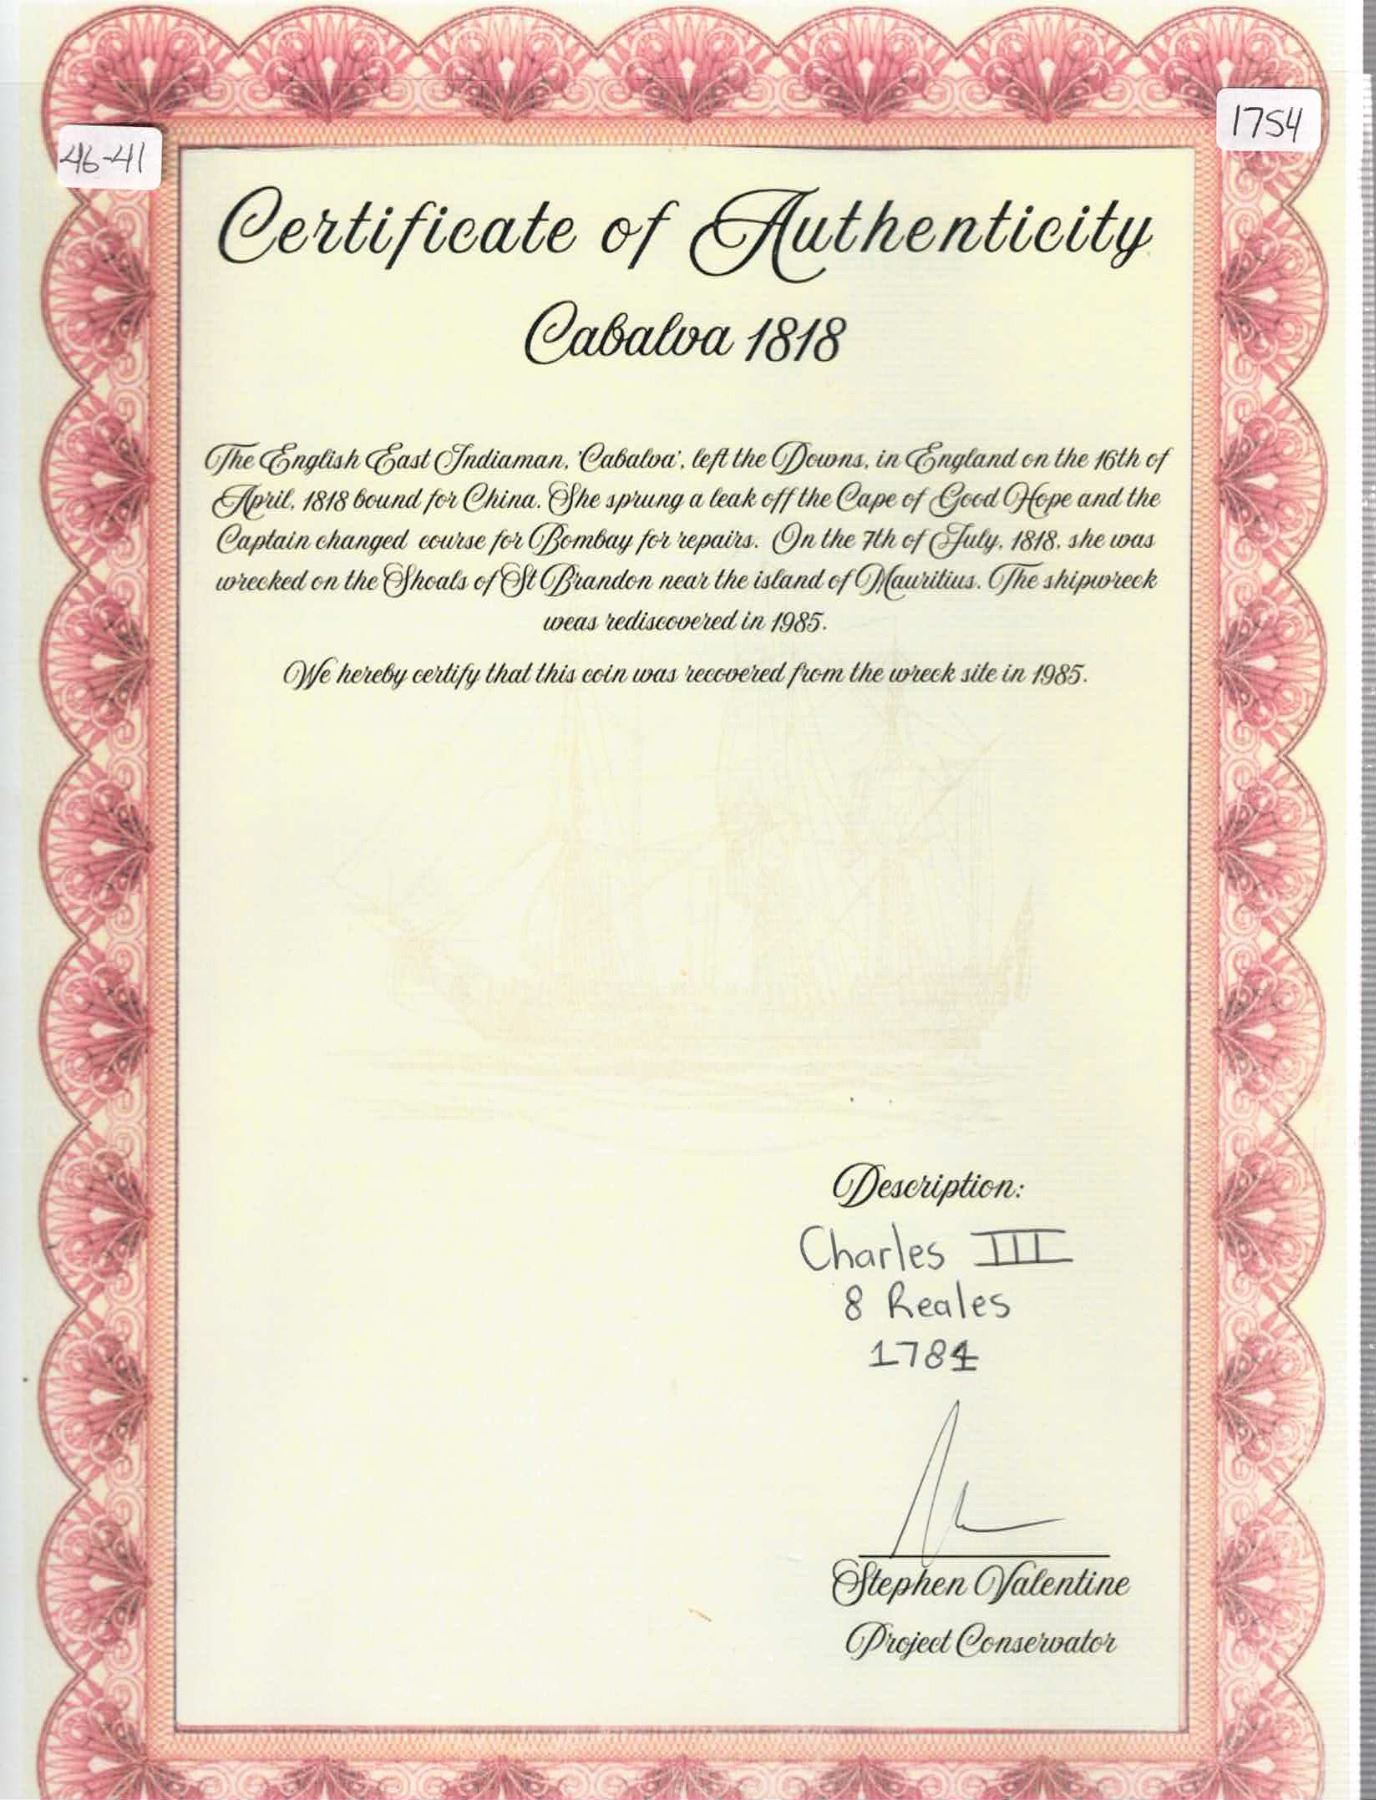 46-41
1754
Certificate of Authenticity
Cabalva 1818
The English East Indiaman, 'Cabalva', left the Downs, in England on the 16th of
April, 1818 bound for China. She sprung a leak off the Cape of Good Hope and the
Captain changed course for Bombay for repairs. On the 7th of July, 1818, she was
wrecked on the Shoals of St Brandon near the island of Mauritius. The shipwreck
weas rediscovered in 1985.
We hereby certify that this coin was recovered from the wreck site in 1985.
Description:
Charles III
8 Reales
1784
Stephen Valentine
Project Conservator